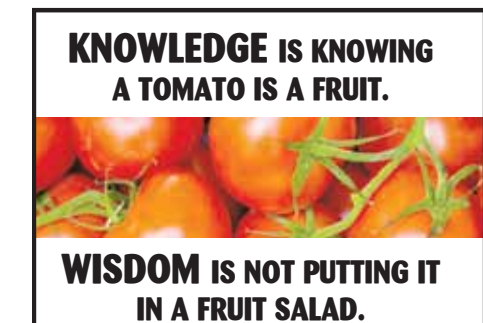 KNOWLEDGE IS KNOWING
A TOMATO IS A FRUIT.
WISDOM IS NOT PUTTING IT
IN A FRUIT SALAD.